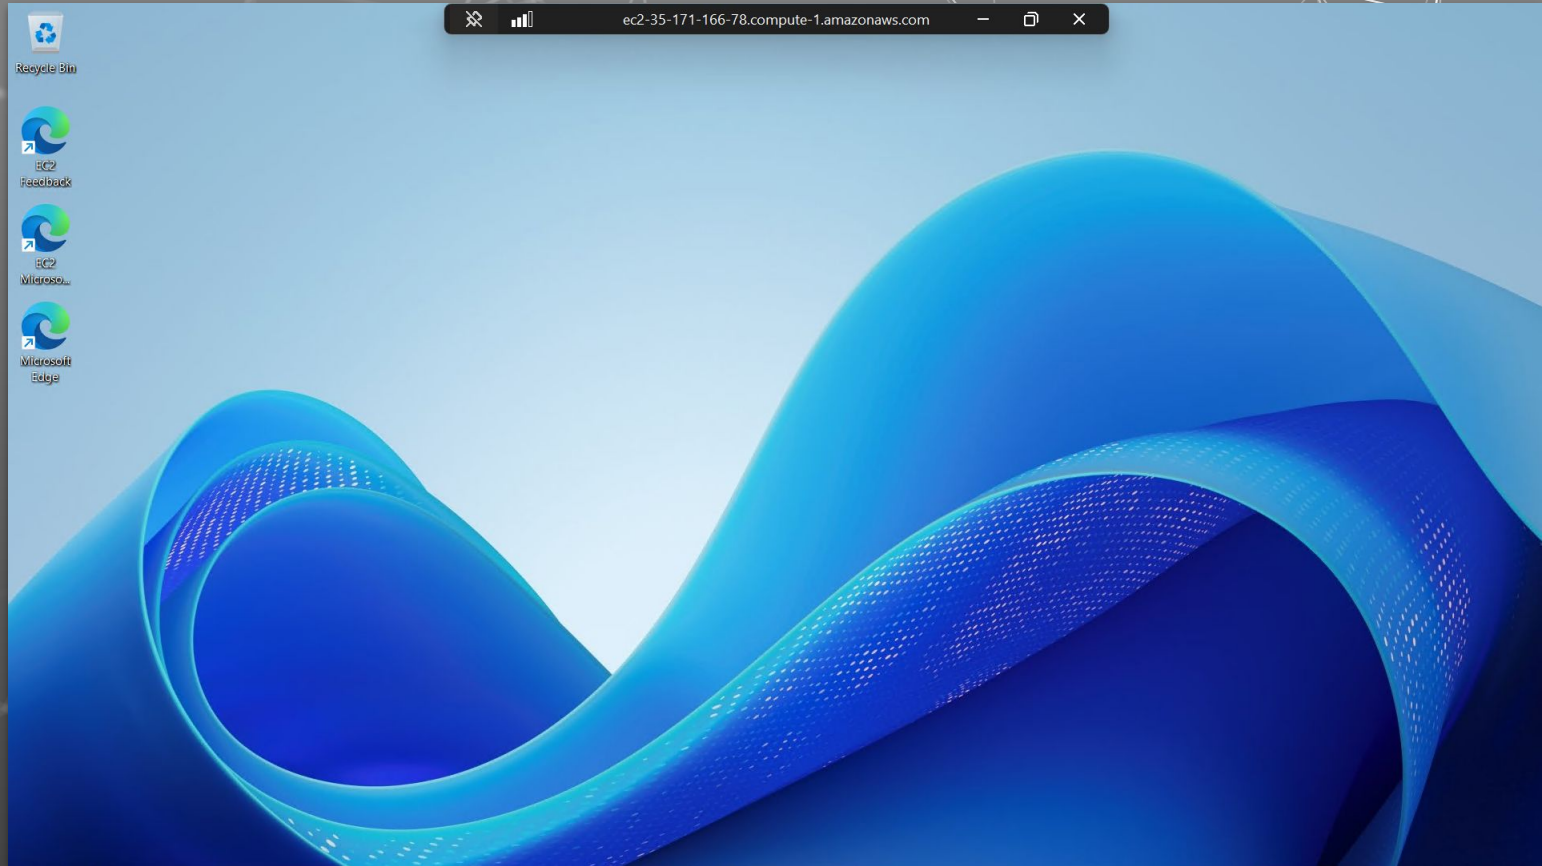 ec2-35-171-166-78.compute-1.amazonaws.com
Recycle Bin
EC2
Feedback
EC2
Microso...
Microsoft
Edge